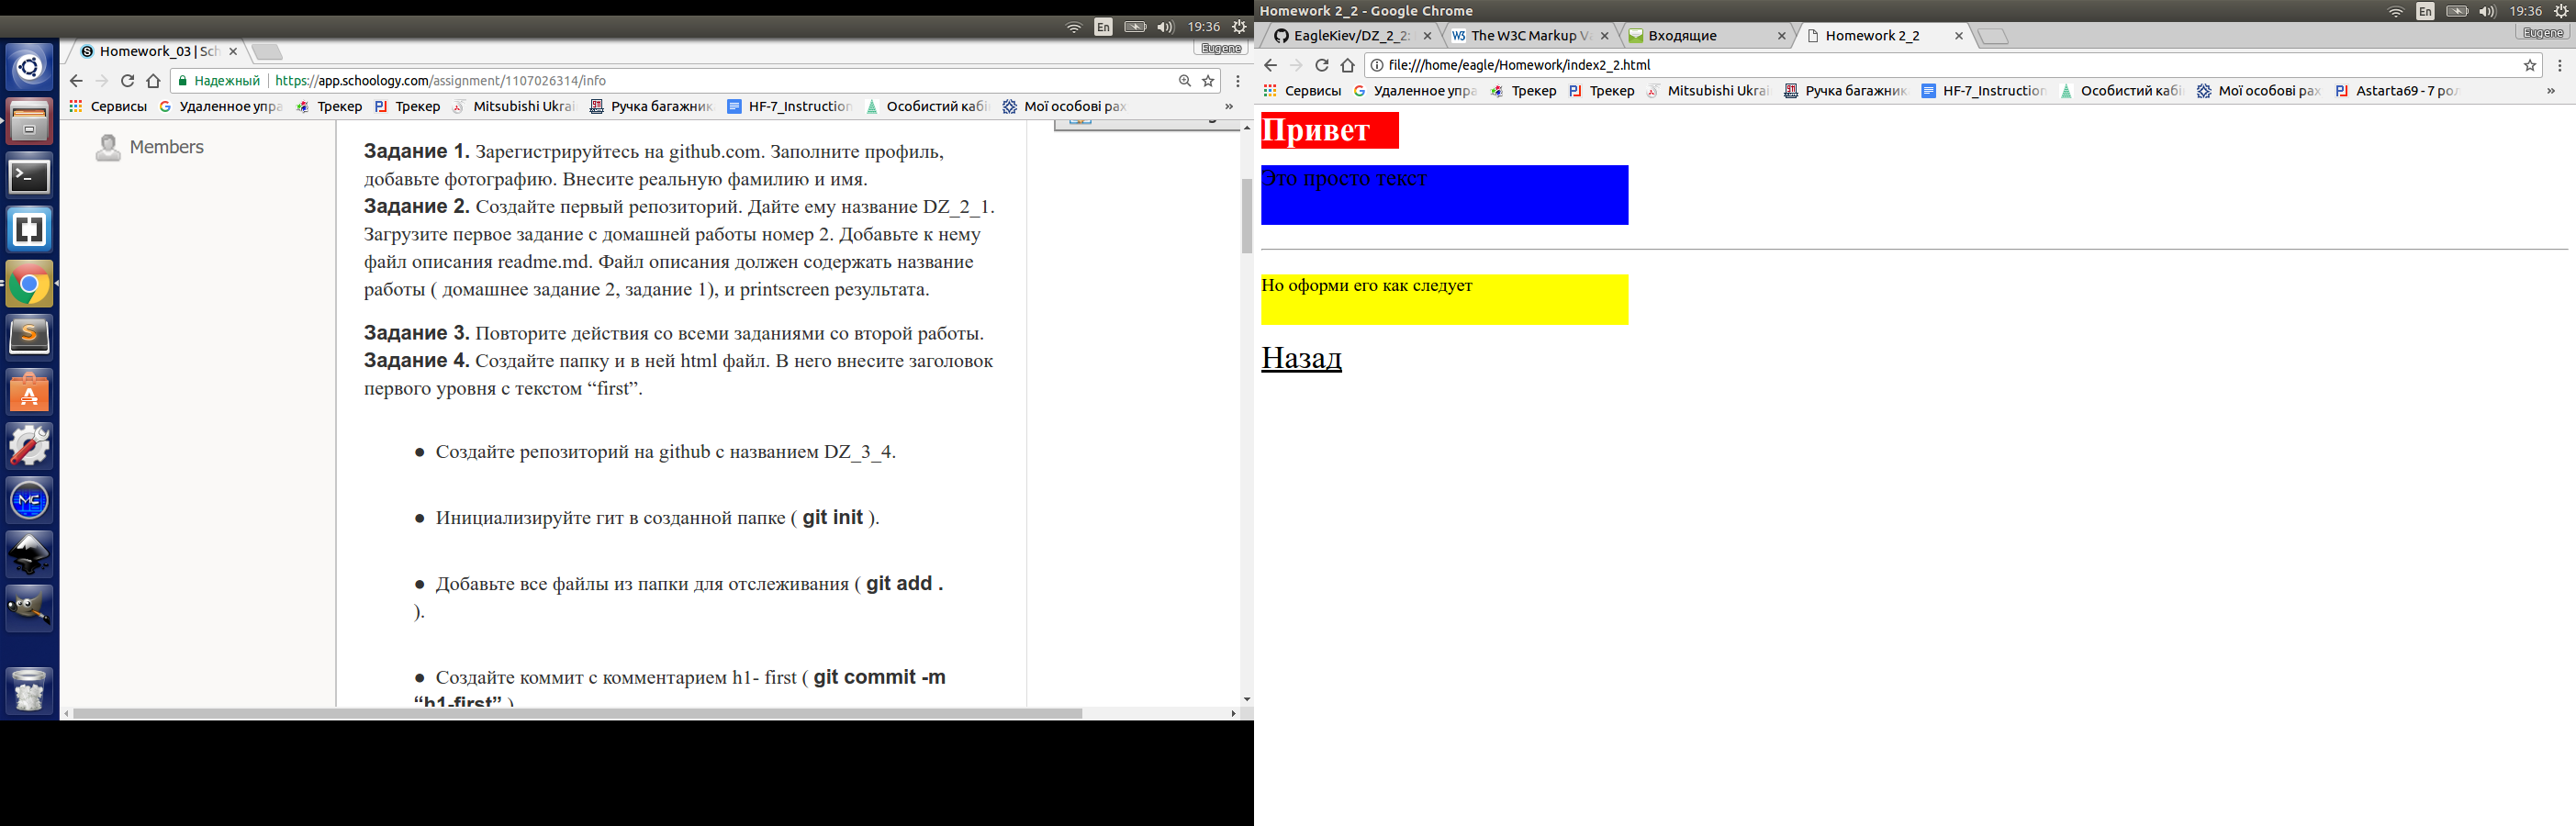 En
19:36
Homework_03 | Sch
Eugene
Надежный
https://app.schoology.com/assignment/1107026314/info
Сервисы
Удаленное упра
Трекер
Трекер
Mitsubishi Ukrai
Ручка багажник
HF-7_Instruction
Особистий кабі
Мої особові рах
»
Members
Задание 1. Зарегистрируйтесь на github.com. Заполните профиль,
добавьте фотографию. Внесите реальную фамилию и имя.
Задание 2. Создайте первый репозиторий. Дайте ему название DZ_2_1.
Загрузите первое задание с домашней работы номер 2. Добавьте к нему
файл описания readme.md. Файл описания должен содержать название
работы ( домашнее задание 2, задание 1), и printscreen результата.
Задание 3. Повторите действия со всеми заданиями со второй работы.
Задание 4. Создайте папку и в ней html файл. В него внесите заголовок
первого уровня с текстом “first”.
● Создайте репозиторий на github с названием DZ_3_4.
● Инициализируйте гит в созданной папке ( git init ).
● Добавьте все файлы из папки для отслеживания ( git add .
).
● Создайте коммит с комментарием h1- first ( git commit -m
“h1-first” )
Homework 2_2 - Google Chrome
En
19:36
EagleKiev/DZ_2_2:
The W3C Markup Va
Входящие
Homework 2_2
Eugene
file:///home/eagle/Homework/index2_2.html
Сервисы
Удаленное упра
Трекер
Трекер
Mitsubishi Ukrai
Ручка багажник
HF-7_Instruction
Особистий кабі
Мої особові рах
Astarta69 - 7 рол
»
Привет
Это просто текст
Но оформи его как следует
Назад